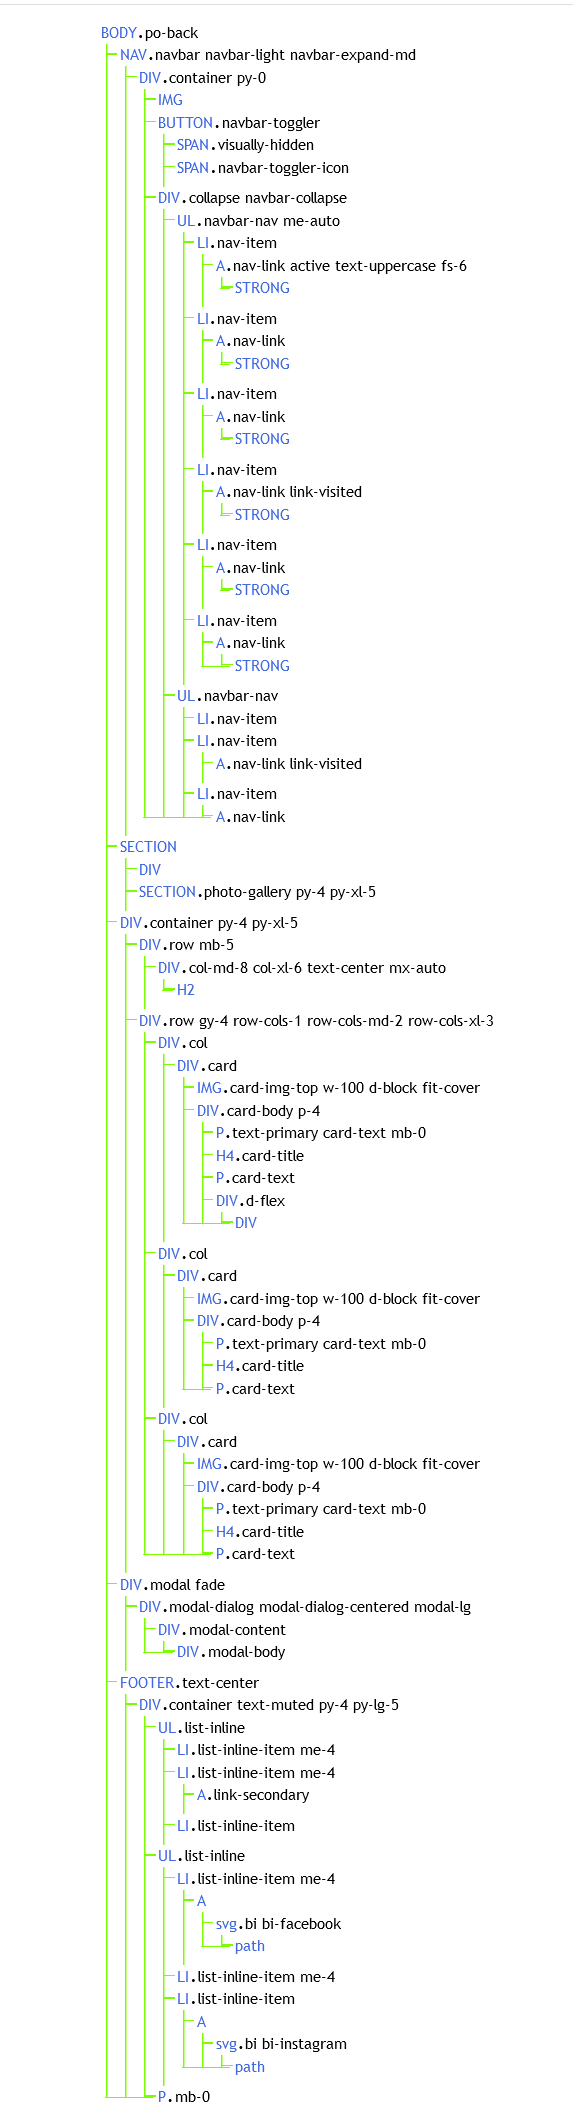 BODY.po-back
NAV.navbar navbar-light navbar-expand-md
DIV.container py-0
IMG
BUTTON.navbar-toggler
SPAN.visually-hidden
SPAN.navbar-toggler-icon
DIV.collapse navbar-collapse
UL.navbar-nav me-auto
LI.nav-item
A.nav-link active text-uppercase fs-6
STRONG
LI.nav-item
A.nav-link
STRONG
LI.nav-item
A.nav-link
STRONG
LI.nav-item
A.nav-link link-visited
STRONG
LI.nav-item
A.nav-link
STRONG
LI.nav-item
A.nav-link
STRONG
UL.navbar-nav
LI.nav-item
LI.nav-item
A.nav-link link-visited
LI.nav-item
A.nav-link
SECTION
DIV
SECTION.photo-gallery py-4 py-xl-5
DIV.container py-4 py-xl-5
DIV.row mb-5
DIV.col-md-8 col-xl-6 text-center mx-auto
H2
DIV.row gy-4 row-cols-1 row-cols-md-2 row-cols-xl-3
DIV.col
DIV.card
IMG.card-img-top w-100 d-block fit-cover
DIV.card-body p-4
P.text-primary card-text mb-0
H4.card-title
P.card-text
DIV.d-flex
DIV
DIV.col
DIV.card
IMG.card-img-top w-100 d-block fit-cover
DIV.card-body p-4
P.text-primary card-text mb-0
H4.card-title
P.card-text
DIV.col
DIV.card
IMG.card-img-top w-100 d-block fit-cover
DIV.card-body p-4
P.text-primary card-text mb-0
H4.card-title
P.card-text
DIV.modal fade
DIV.modal-dialog modal-dialog-centered modal-lg
DIV.modal-content
DIV.modal-body
FOOTER.text-center
DIV.container text-muted py-4 py-lg-5
UL.list-inline
LI.list-inline-item me-4
LI.list-inline-item me-4
A.link-secondary
LI.list-inline-item
UL.list-inline
LI.list-inline-item me-4
A
svg.bi bi-facebook
path
LI.list-inline-item me-4
LI.list-inline-item
A
svg.bi bi-instagram
path
P.mb-0